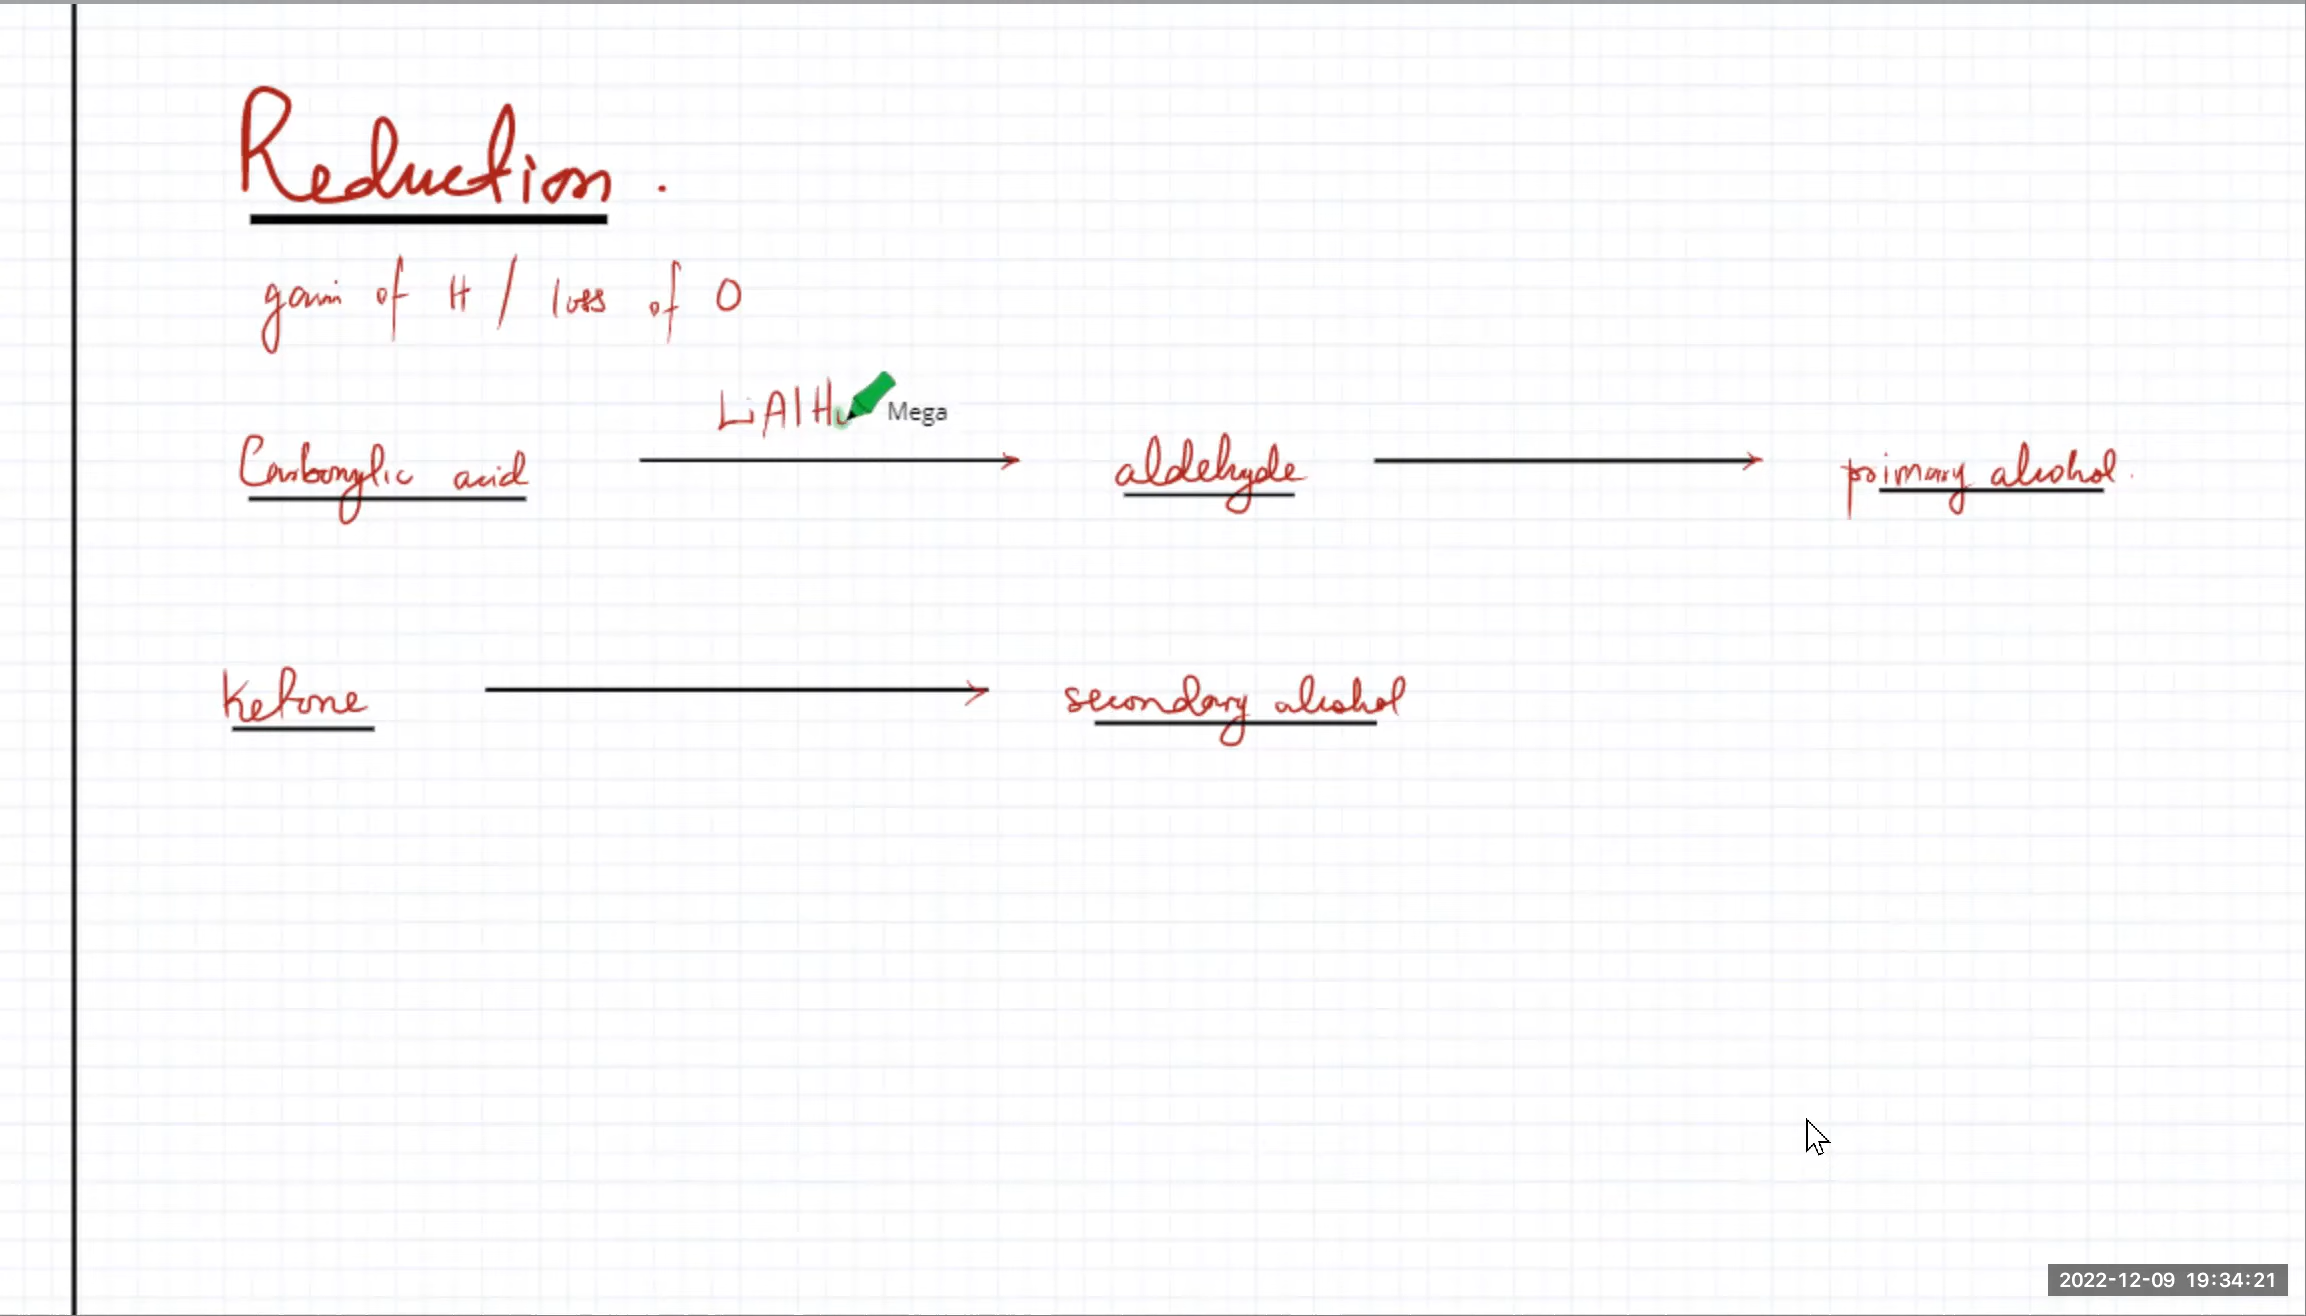 Reduction.
gain of H / loss of O
LiAlH4 Mega
Carboxylic acid aldehyde primary alcohol.
Ketone secondary alcohol
2022-12-09 19:34:21